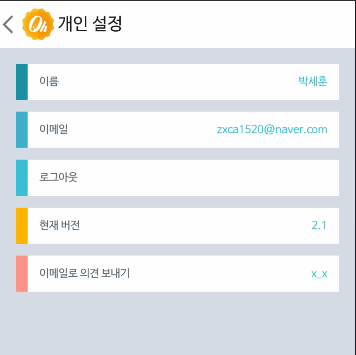 Oh 개인 설정
이름 박세훈
이메일 zxca1520@naver.com
로그아웃
현재 버전 2.1
이메일로 의견 보내기 x_x